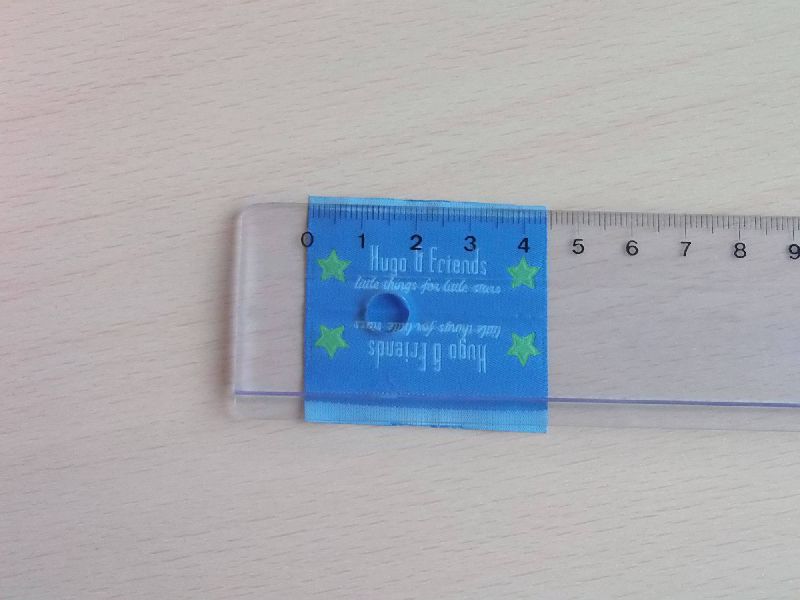 0 1 2 3 4 5 6 7 8 9
Hugo & Friends
little things for little stars
little things for little stars
Hugo & Friends